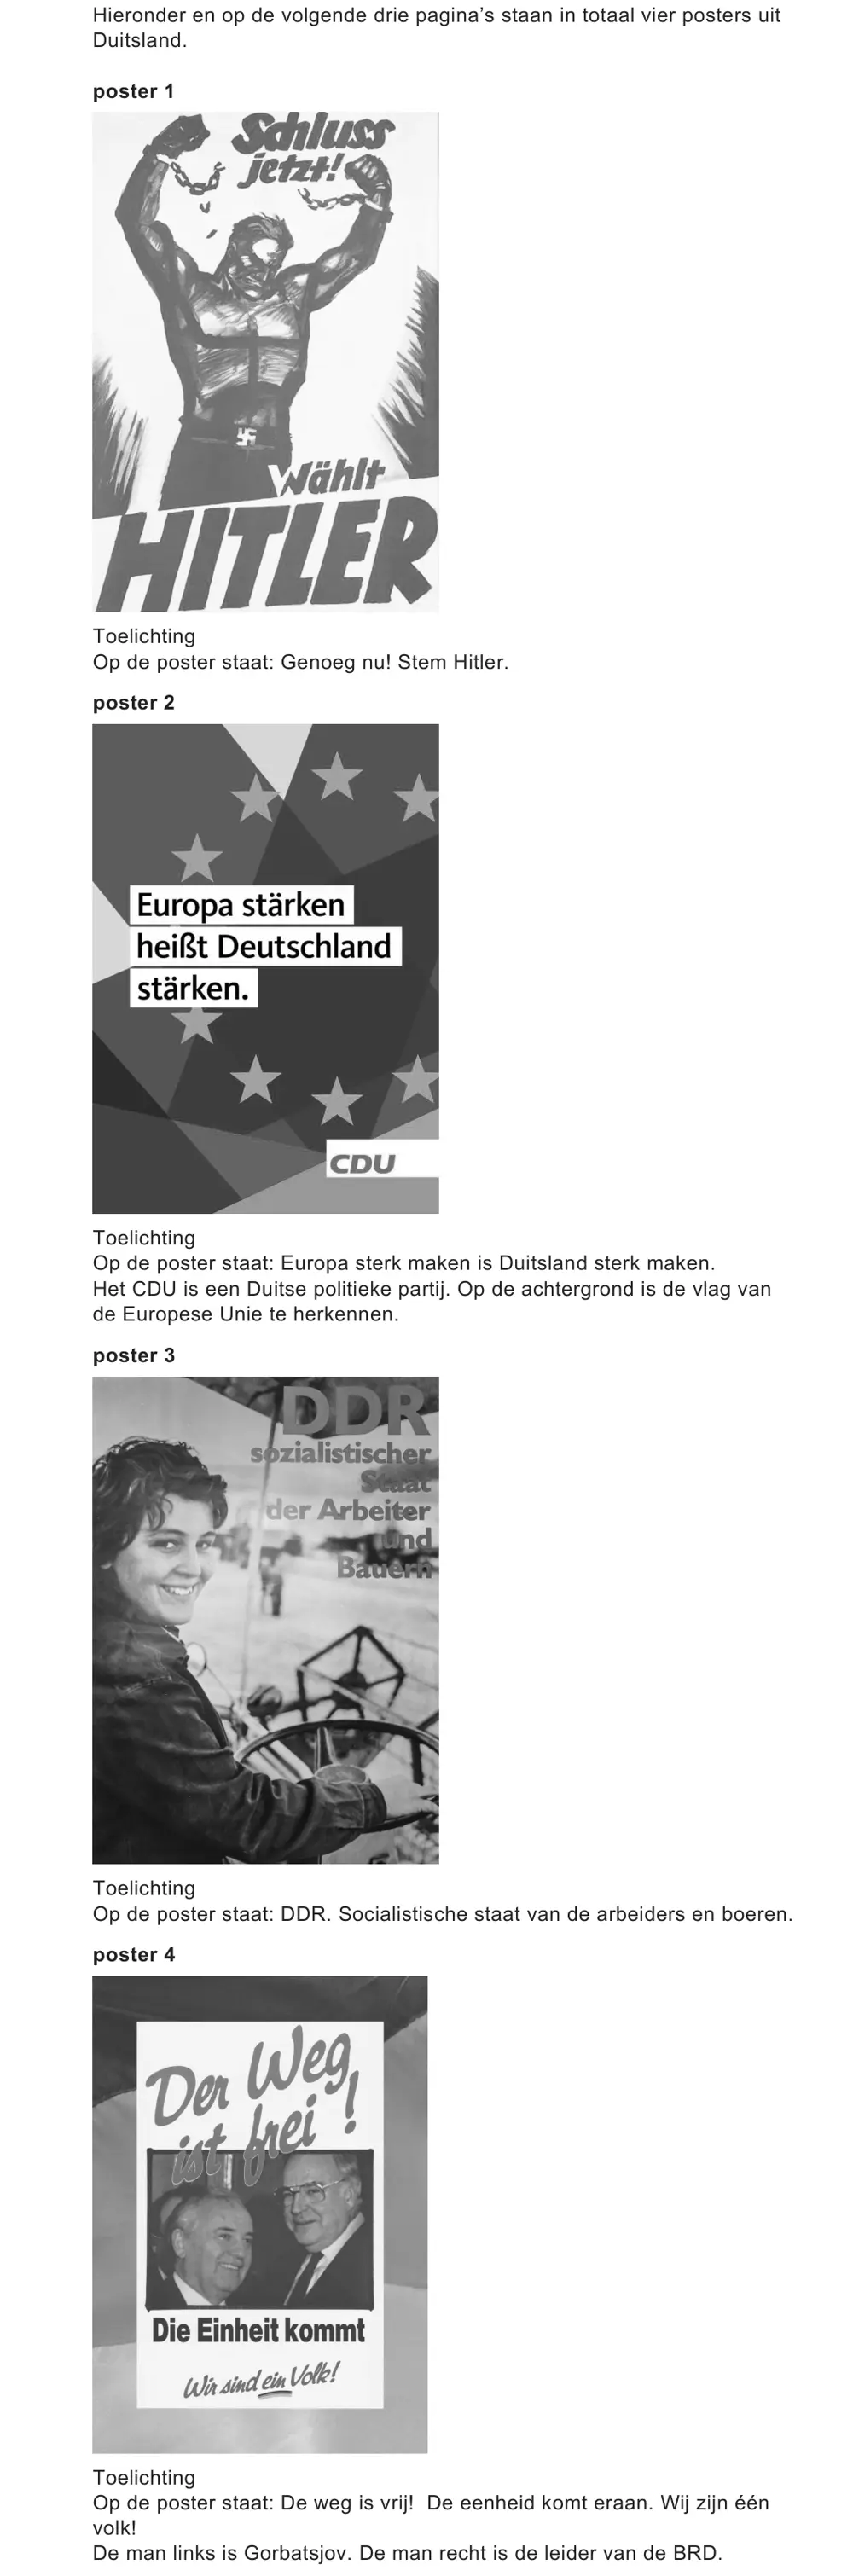 Hieronder en op de volgende drie pagina’s staan in totaal vier posters uit
Duitsland.
poster 1
Schluss
jetzt!
Wählt
HITLER
Toelichting
Op de poster staat: Genoeg nu! Stem Hitler.
poster 2
Europa stärken
heißt Deutschland
stärken.
CDU
Toelichting
Op de poster staat: Europa sterk maken is Duitsland sterk maken.
Het CDU is een Duitse politieke partij. Op de achtergrond is de vlag van
de Europese Unie te herkennen.
poster 3
DDR
sozialistischer
Staat
der Arbeiter
und
Bauern
Toelichting
Op de poster staat: DDR. Socialistische staat van de arbeiders en boeren.
poster 4
Der Weg
ist frei!
Die Einheit kommt
Wir sind ein Volk!
Toelichting
Op de poster staat: De weg is vrij!  De eenheid komt eraan. Wij zijn één
volk!
De man links is Gorbatsjov. De man recht is de leider van de BRD.